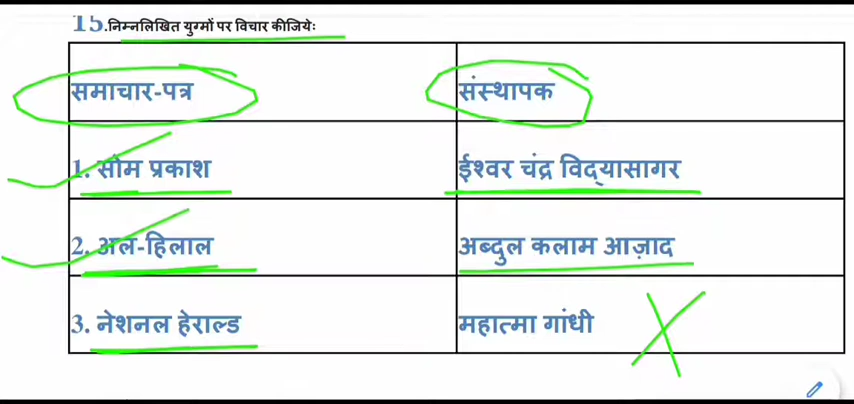 15.निम्नलिखित युग्मों पर विचार कीजियेः
समाचार-पत्र संस्थापक
1. सोम प्रकाश ईश्वर चंद्र विद्यासागर
2. अल-हिलाल अब्दुल कलाम आज़ाद
3. नेशनल हेराल्ड महात्मा गांधी